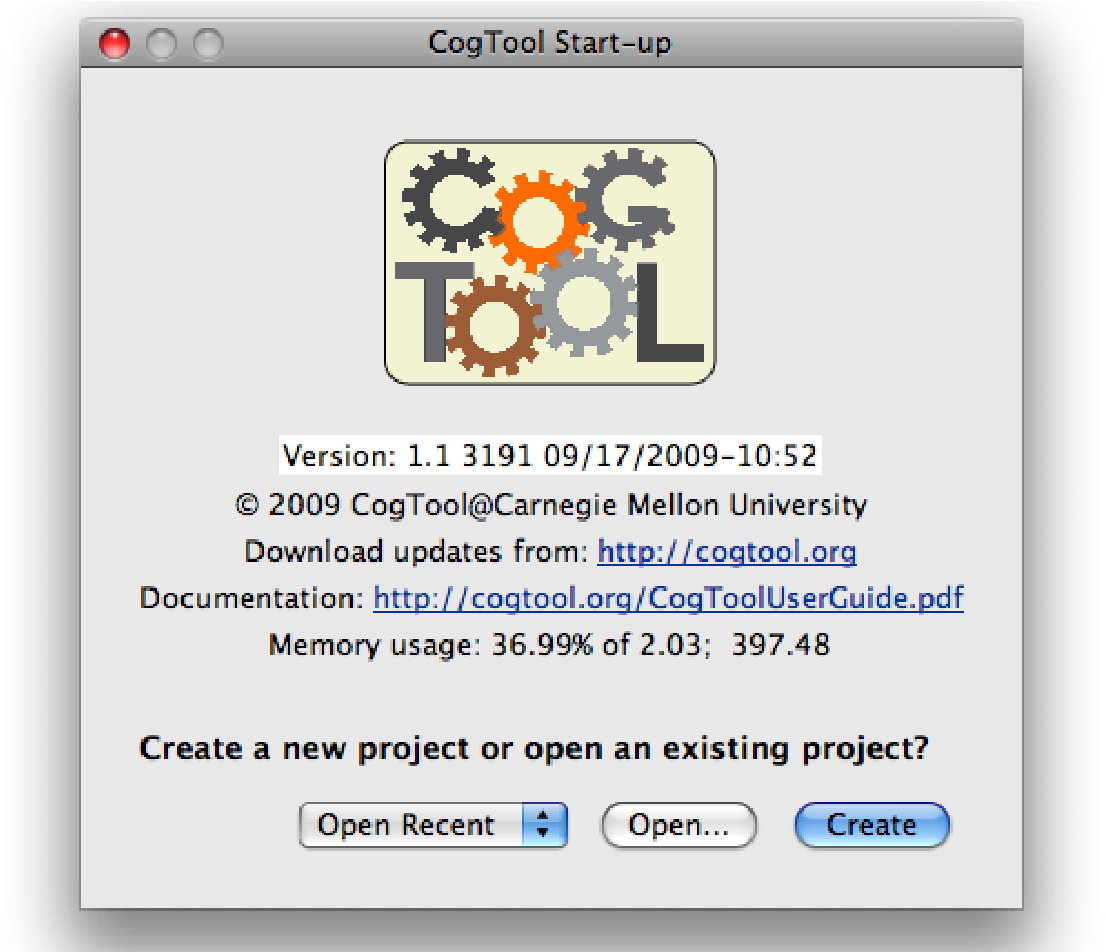 CogTool Start-up
COG
TOOL
Version: 1.1 3191 09/17/2009-10:52
© 2009 CogTool@Carnegie Mellon University
Download updates from: http://cogtool.org
Documentation: http://cogtool.org/CogToolUserGuide.pdf
Memory usage: 36.99% of 2.03;  397.48
Create a new project or open an existing project?
Open Recent Open... Create